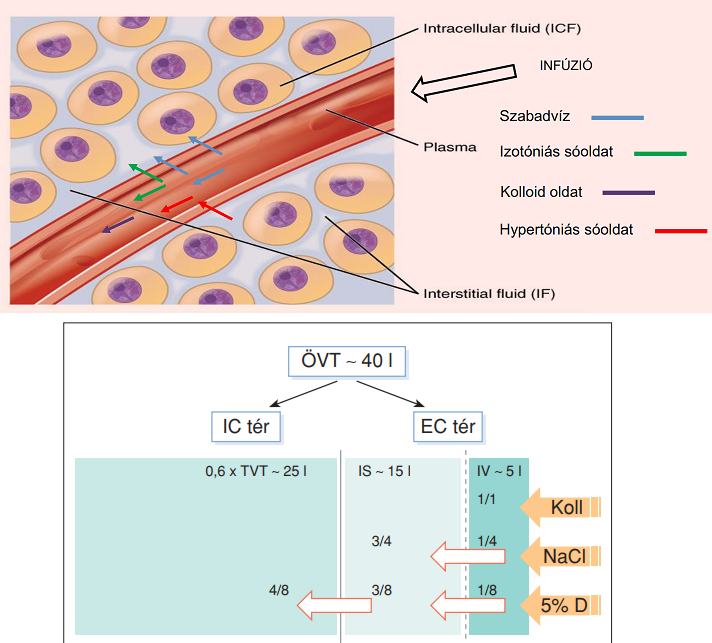 Intracellular fluid (ICF)
INFÚZIÓ
Szabadvíz
Plasma
Izotóniás sóoldat
Kolloid oldat
Hypertóniás sóoldat
Interstitial fluid (IF)
ÖVT ~ 40 l
IC tér
EC tér
0,6 x TVT ~ 25 l
IS ~ 15 l
IV ~ 5 l
1/1
Koll
3/4
1/4
NaCl
4/8
3/8
1/8
5% D